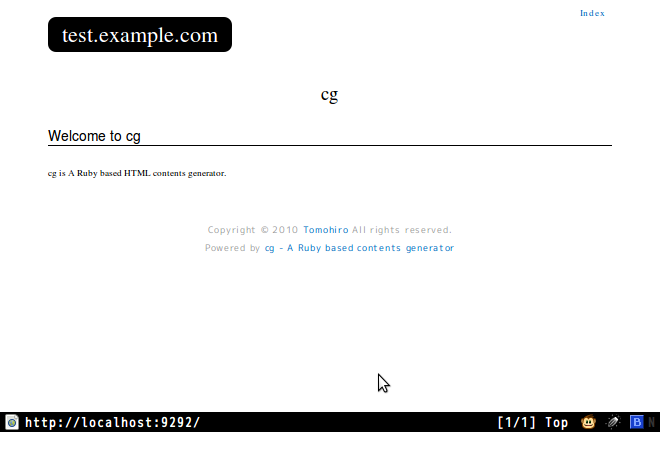 Index
test.example.com
cg
Welcome to cg
cg is A Ruby based HTML contents generator.
Copyright © 2010 Tomohiro All rights reserved.
Powered by cg - A Ruby based contents generator
http://localhost:9292/ [1/1] Top B N